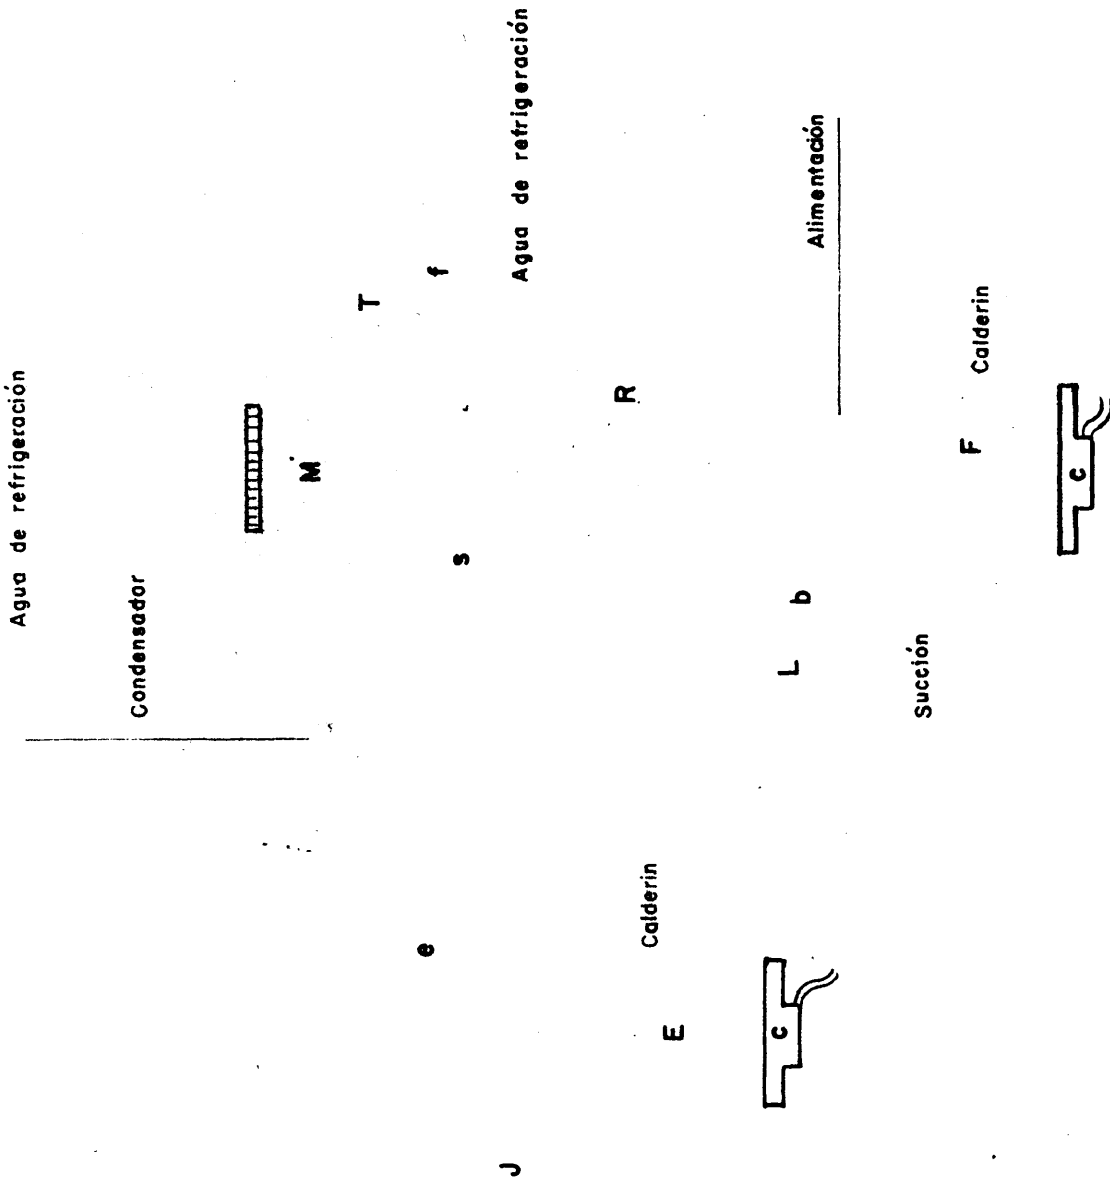 Agua de refrigeración
Condensador
M
T
f
Agua de refrigeración
s
e
J
R
Calderin
E
L
b
Alimentación
c
Succión
F
Calderin
c